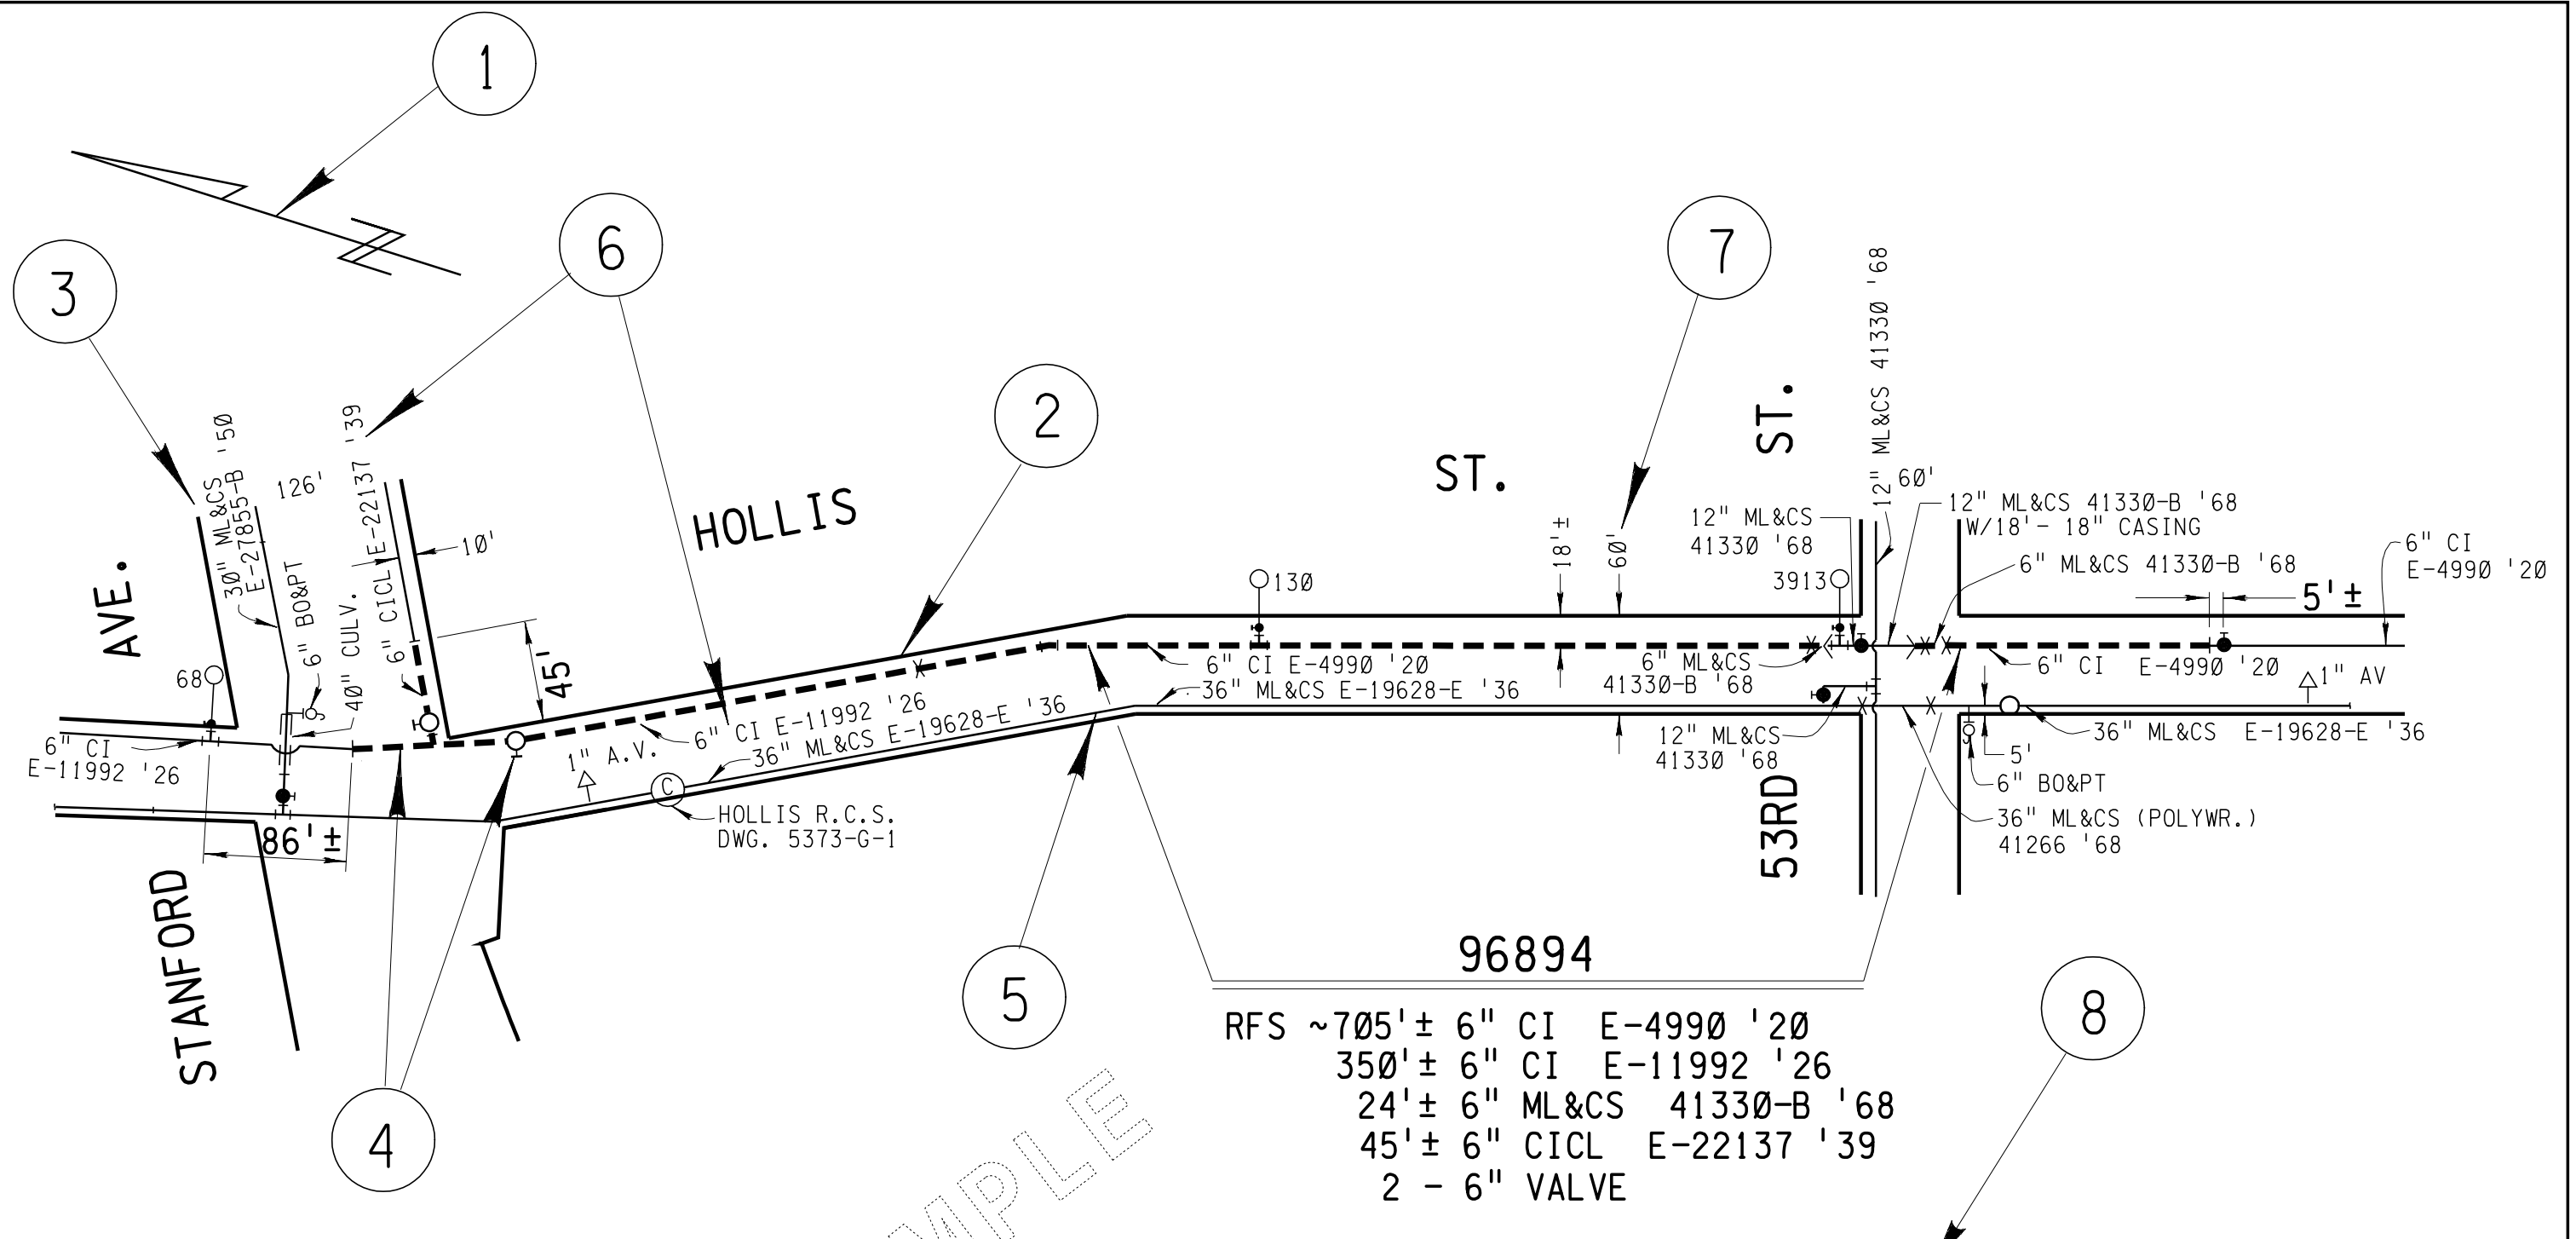 1
6
7
3
2
12" ML&CS 41330 '68
30" ML&CS '50
E-27855-B
126'
E-22137 '39
6" CICL
10'
HOLLIS
ST.
ST.
60'
18'±
60'
12" ML&CS
41330 '68
12" ML&CS 41330-B '68
W/18'- 18" CASING
6" ML&CS 41330-B '68
6" CI
E-4990 '20
5'±
AVE.
6" BO&PT
40" CULV.
45'
130
3913
68
6" CI E-4990 '20
36" ML&CS E-19628-E '36
6" ML&CS
41330-B '68
6" CI E-4990 '20
1" AV
6" CI
E-11992 '26
6" CI E-11992 '26
1" A.V.
36" ML&CS E-19628-E '36
C
HOLLIS R.C.S.
DWG. 5373-G-1
86'±
12" ML&CS
41330 '68
36" ML&CS E-19628-E '36
5'
6" BO&PT
36" ML&CS (POLYWR.)
41266 '68
53RD
STANFORD
5
96894
8
4
RFS ~705'± 6" CI E-4990 '20
350'± 6" CI E-11992 '26
24'± 6" ML&CS 41330-B '68
45'± 6" CICL E-22137 '39
2 - 6" VALVE
MPLE